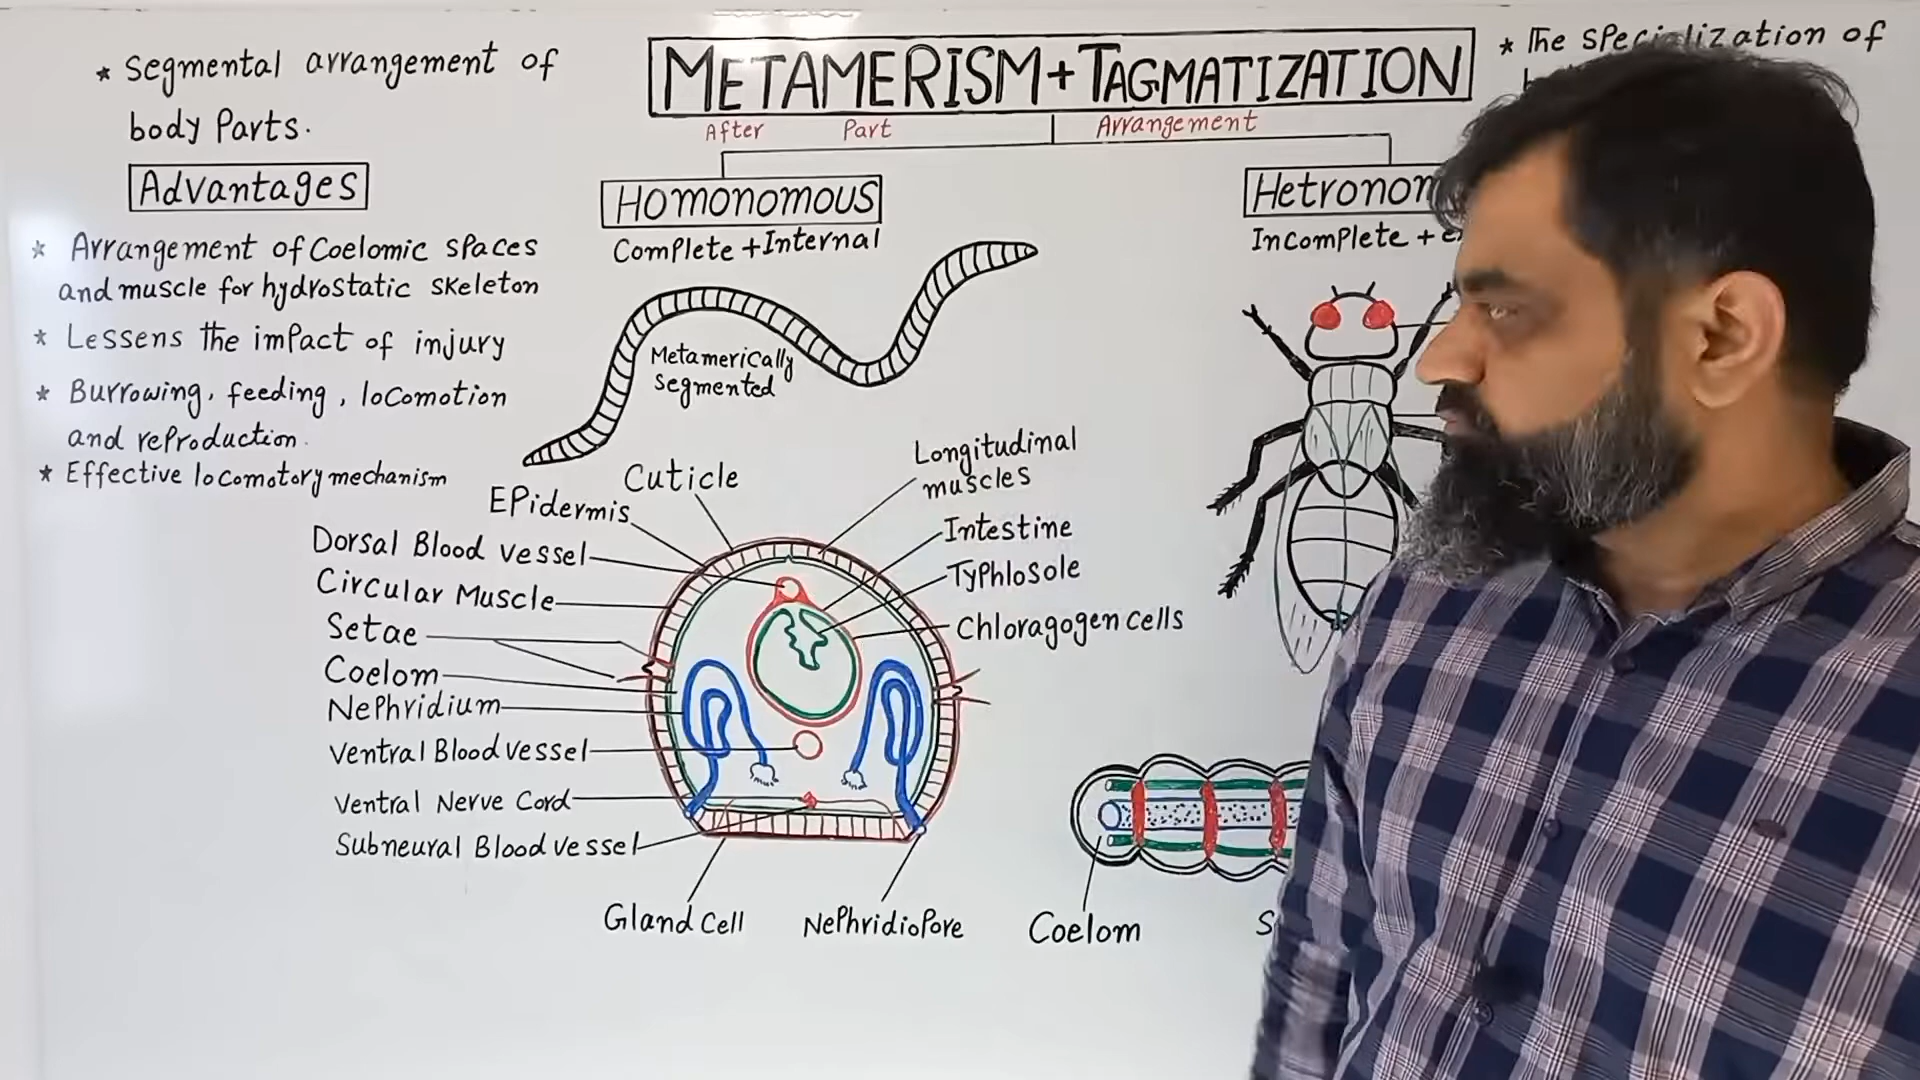 * Segmental arrangement of
body Parts.
Advantages
* Arrangement of Coelomic spaces
and muscle for hydrostatic skeleton
* Lessens the impact of injury
* Burrowing, feeding, locomotion
and reproduction.
* Effective locomotory mechanism
METAMERISM + TAGMATIZATION
After Part Arrangement
Homonomous
Complete + Internal
Metamerically
segmented
* The specialization of
Hetronom
Incomplete +
Cuticle
Epidermis
Dorsal Blood vessel
Circular Muscle
Setae
Coelom
Nephridium
Ventral Blood vessel
Ventral Nerve Cord
Subneural Blood vessel
Gland Cell
Nephridiopore
Longitudinal
muscles
Intestine
Typhlosole
Chloragogen cells
Coelom
S